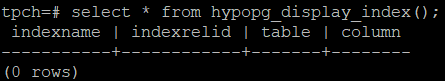 tpch=# select * from hypopg_display_index();
 indexname | indexrelid | table | column
-----------+------------+-------+--------
(0 rows)